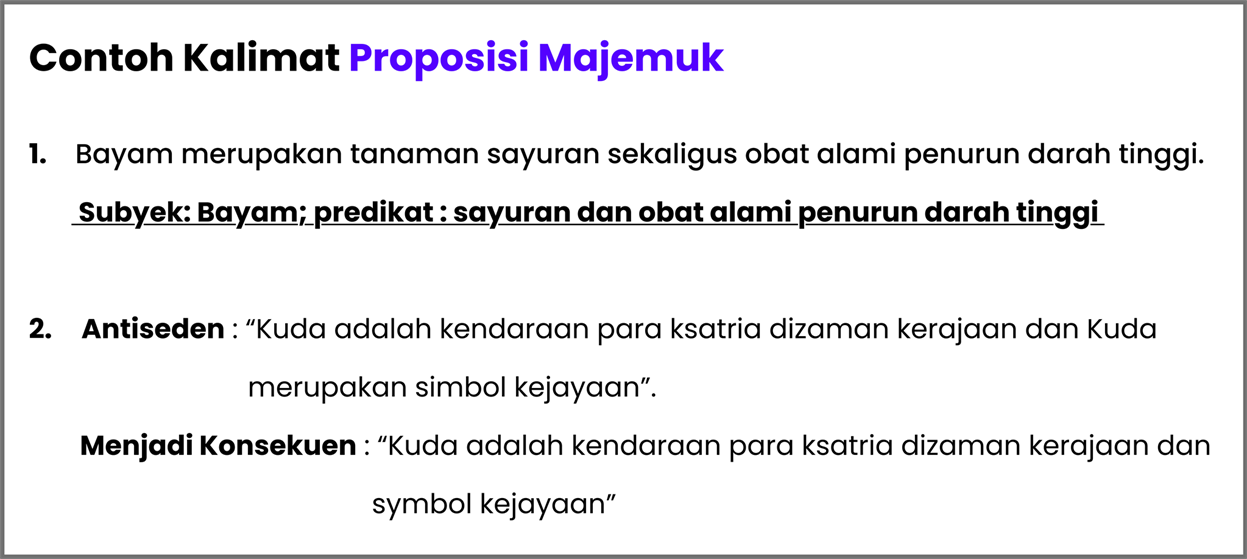 Contoh Kalimat Proposisi Majemuk
1. Bayam merupakan tanaman sayuran sekaligus obat alami penurun darah tinggi.
Subyek: Bayam; predikat : sayuran dan obat alami penurun darah tinggi
2. Antiseden : “Kuda adalah kendaraan para ksatria dizaman kerajaan dan Kuda
merupakan simbol kejayaan”.
Menjadi Konsekuen : “Kuda adalah kendaraan para ksatria dizaman kerajaan dan
symbol kejayaan”